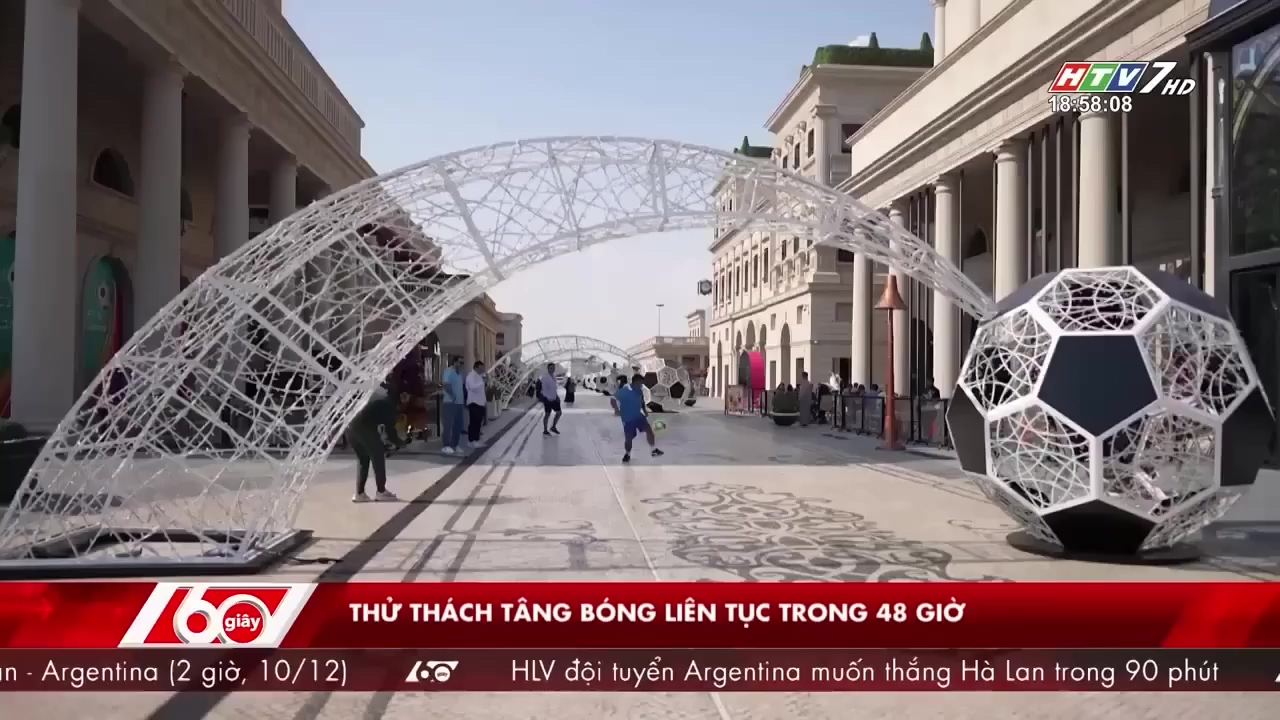 HTV7 HD
18:58:08
60 giây
THỬ THÁCH TÂNG BÓNG LIÊN TỤC TRONG 48 GIỜ
- Argentina (2 giờ, 10/12) 60 HLV đội tuyển Argentina muốn thắng Hà Lan trong 90 phút